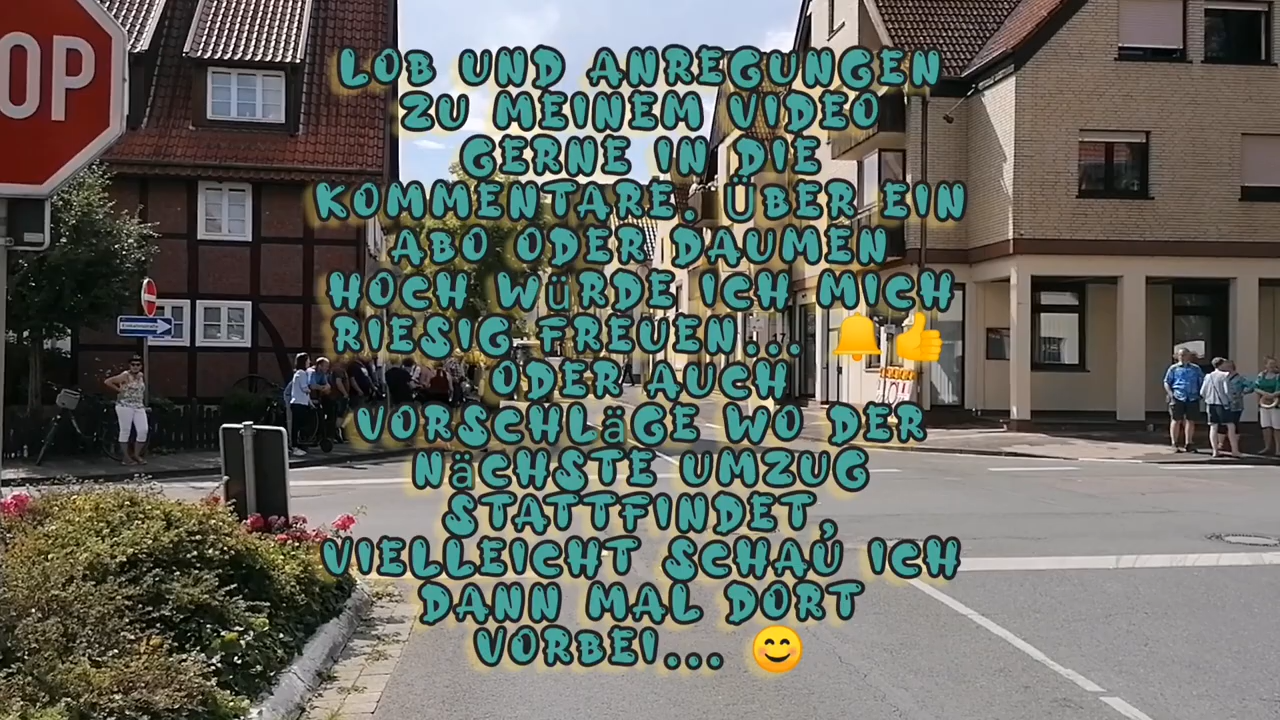 OP
LOB UND ANREGUNGEN
ZU MEINEM VIDEO
GERNE IN DIE
KOMMENTARE. ÜBER EIN
ABO ODER DAUMEN
HOCH WÜRDE ICH MICH
RIESIG FREUEN... 🔔👍
ODER AUCH
VORSCHLÄGE WO DER
NÄCHSTE UMZUG
STATTFINDET,
VIELLEICHT SCHAU' ICH
DANN MAL DORT
VORBEI... 😊